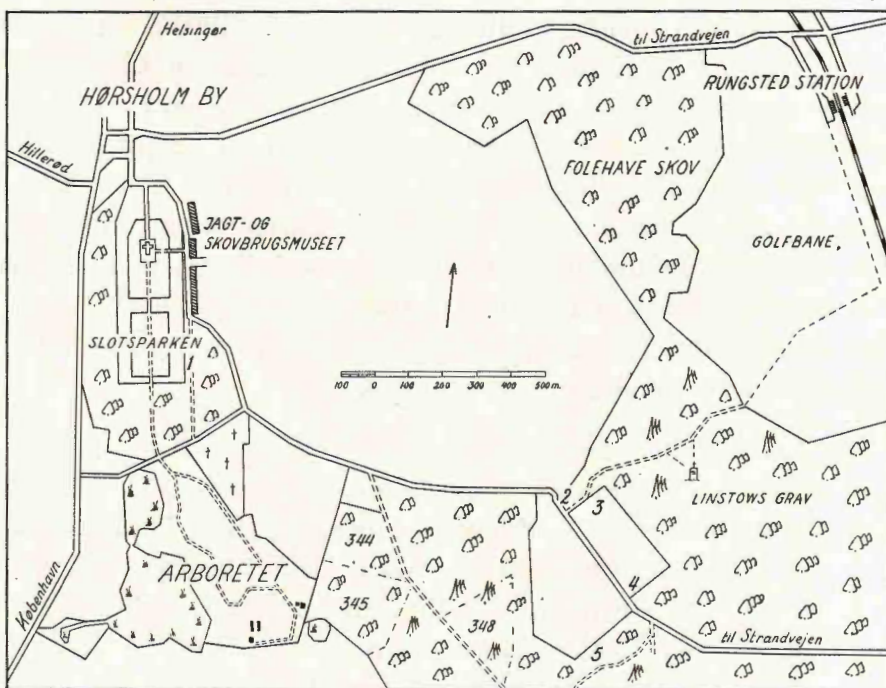 Helsingør
til Strandvejen
HØRSHOLM BY
RUNGSTED STATION
Hillerød
FOLEHAVE SKOV
JAGT- OG
SKOVBRUGSMUSEET
GOLFBANE,
SLOTSPARKEN
1
100 0 100 200 300 400 500 m.
2
3
LINSTOWS GRAV
344
ARBORETET
4
345
348
København
til Strandvejen
5